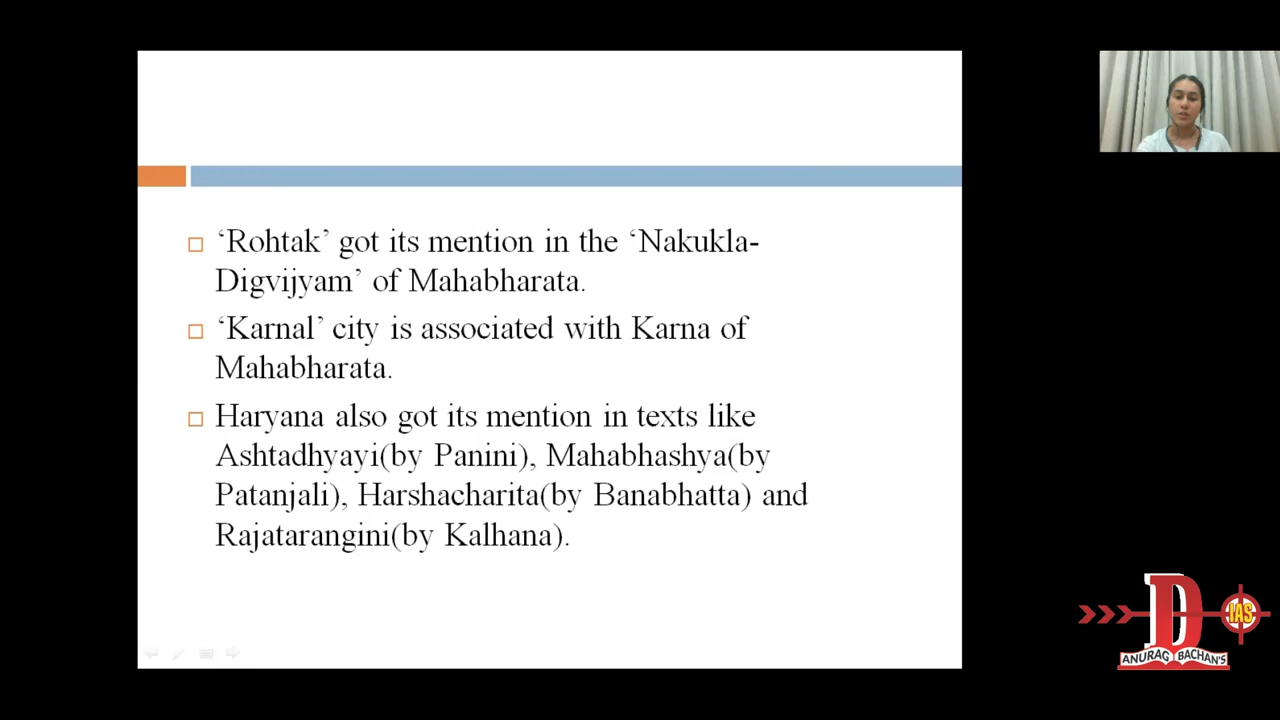 ‘Rohtak’ got its mention in the ‘Nakukla-
Digvijyam’ of Mahabharata.
‘Karnal’ city is associated with Karna of
Mahabharata.
Haryana also got its mention in texts like
Ashtadhyayi(by Panini), Mahabhashya(by
Patanjali), Harshacharita(by Banabhatta) and
Rajatarangini(by Kalhana).
D
IAS
ANURAG BACHAN'S